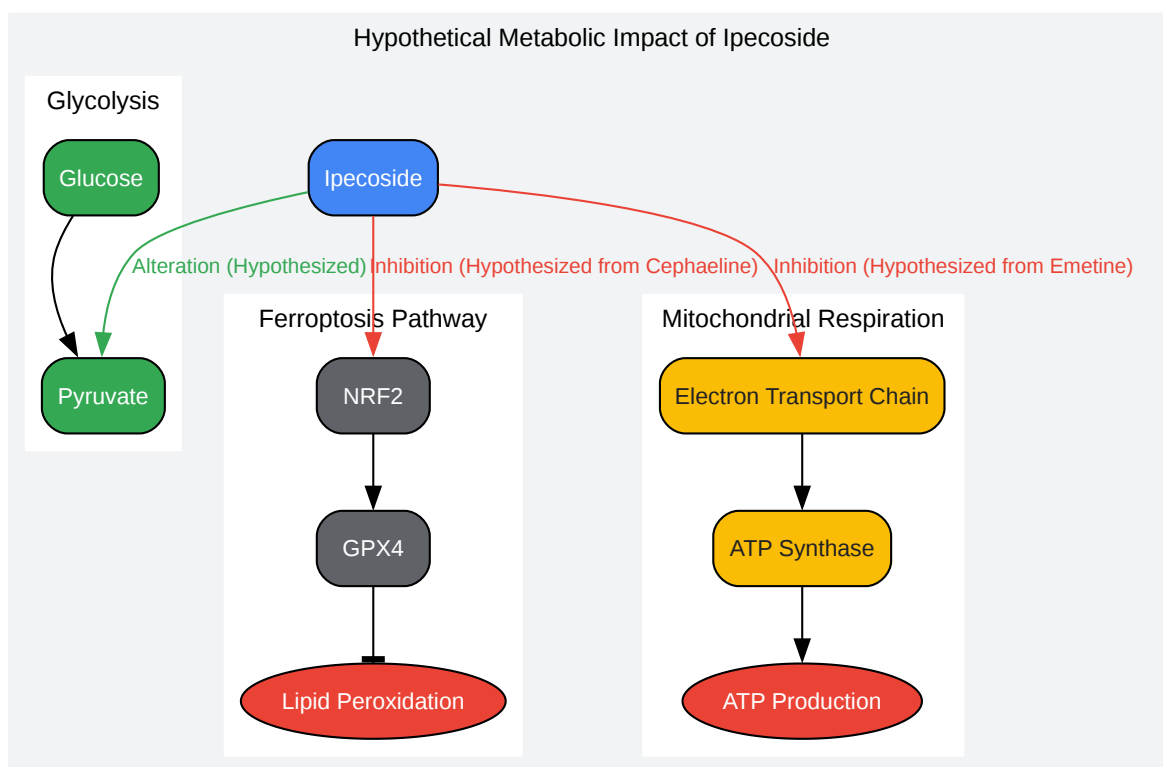 Hypothetical Metabolic Impact of Ipecoside
Glycolysis
Glucose
Ipecoside
Alteration (Hypothesized)
Inhibition (Hypothesized from Cephaeline)
Inhibition (Hypothesized from Emetine)
Ferroptosis Pathway
Mitochondrial Respiration
Pyruvate
NRF2
Electron Transport Chain
GPX4
ATP Synthase
Lipid Peroxidation
ATP Production